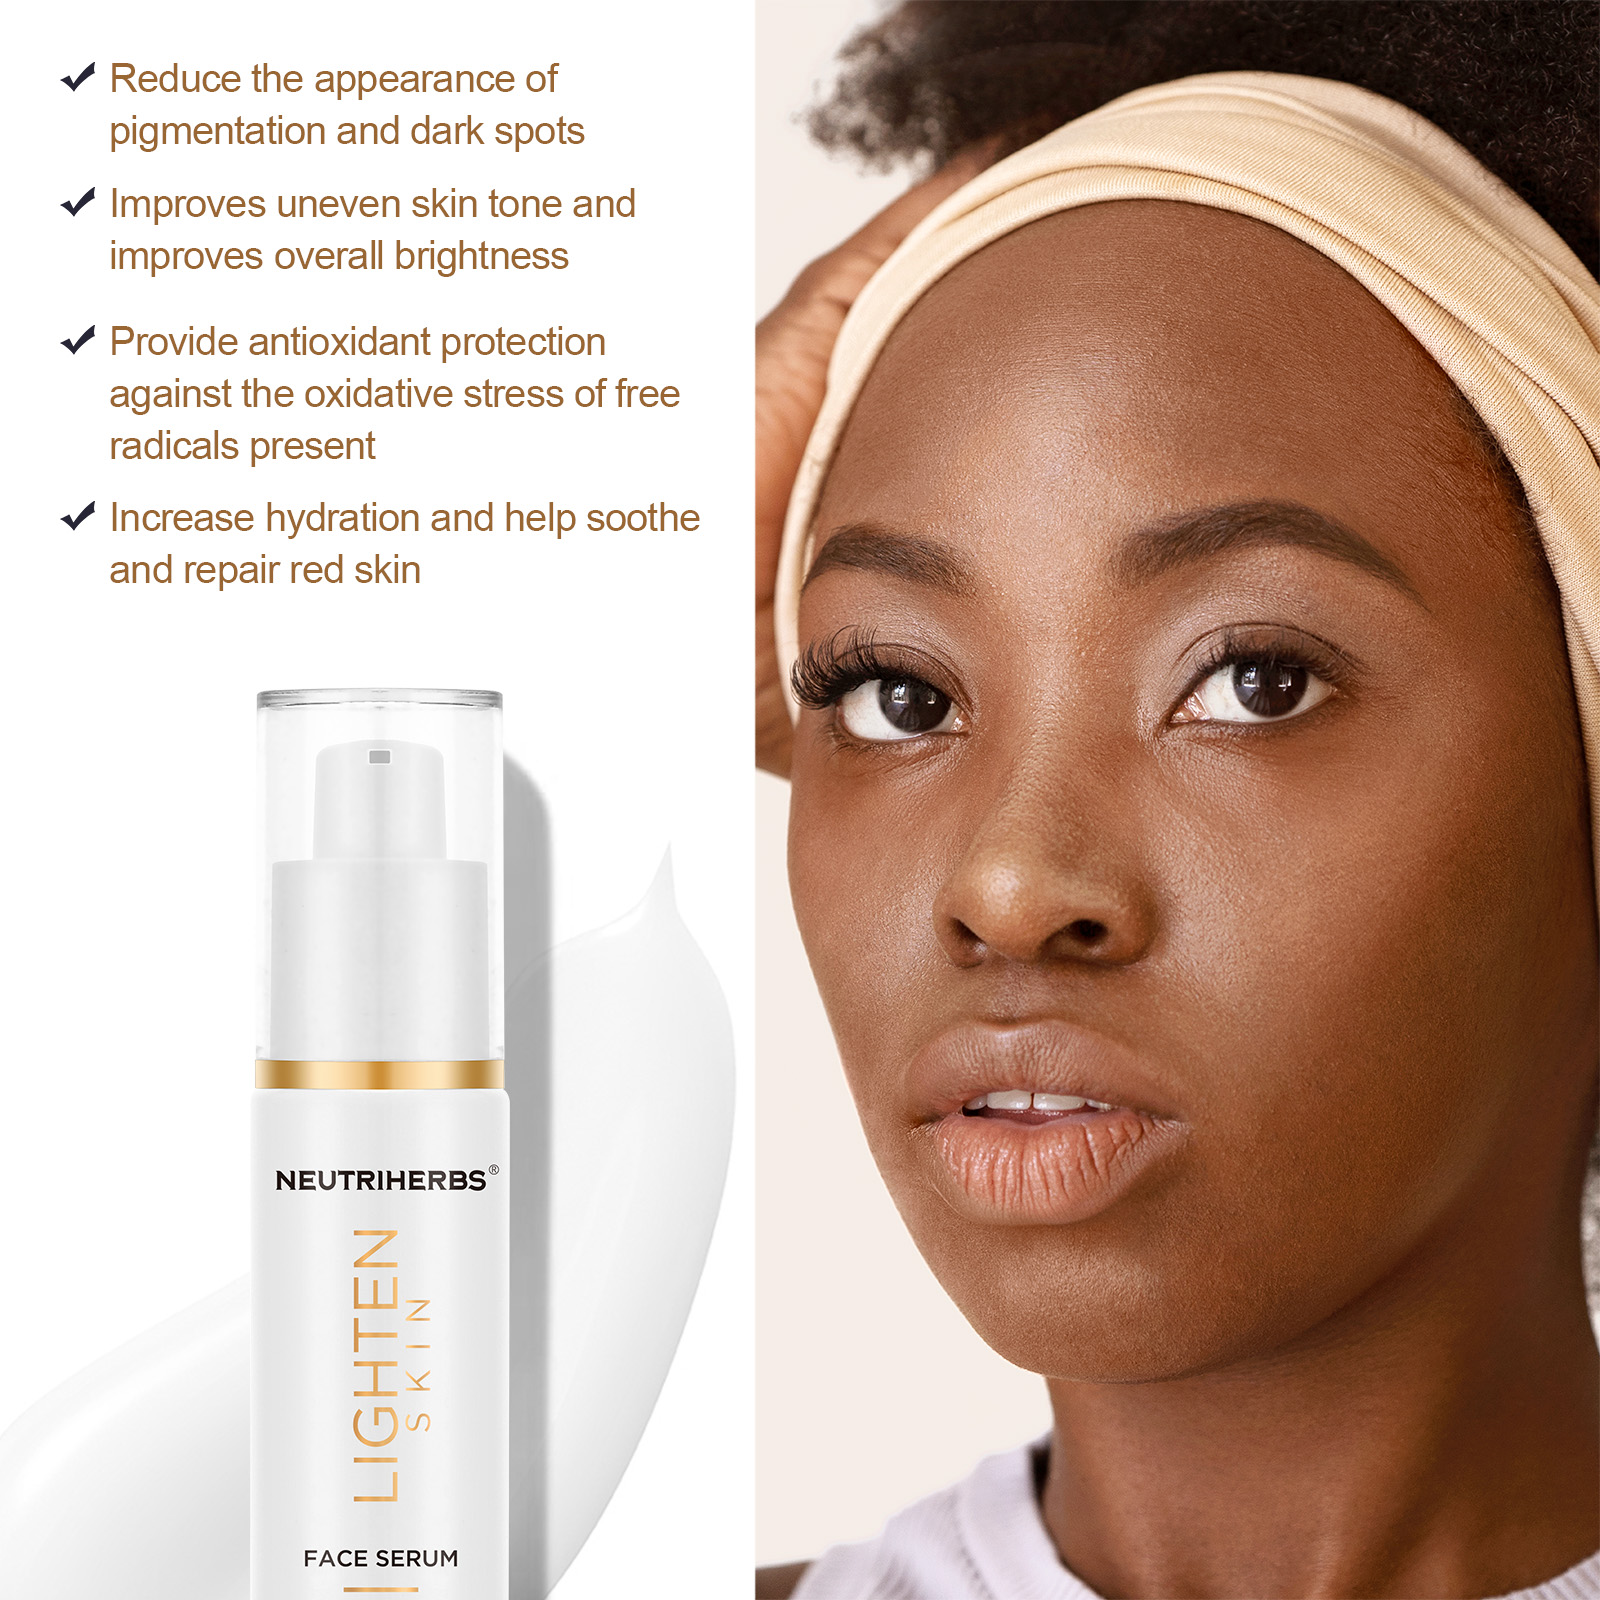 Reduce the appearance of
pigmentation and dark spots
Improves uneven skin tone and
improves overall brightness
Provide antioxidant protection
against the oxidative stress of free
radicals present
Increase hydration and help soothe
and repair red skin
NEUTRIHERBS®
LIGHTEN
SKIN
FACE SERUM